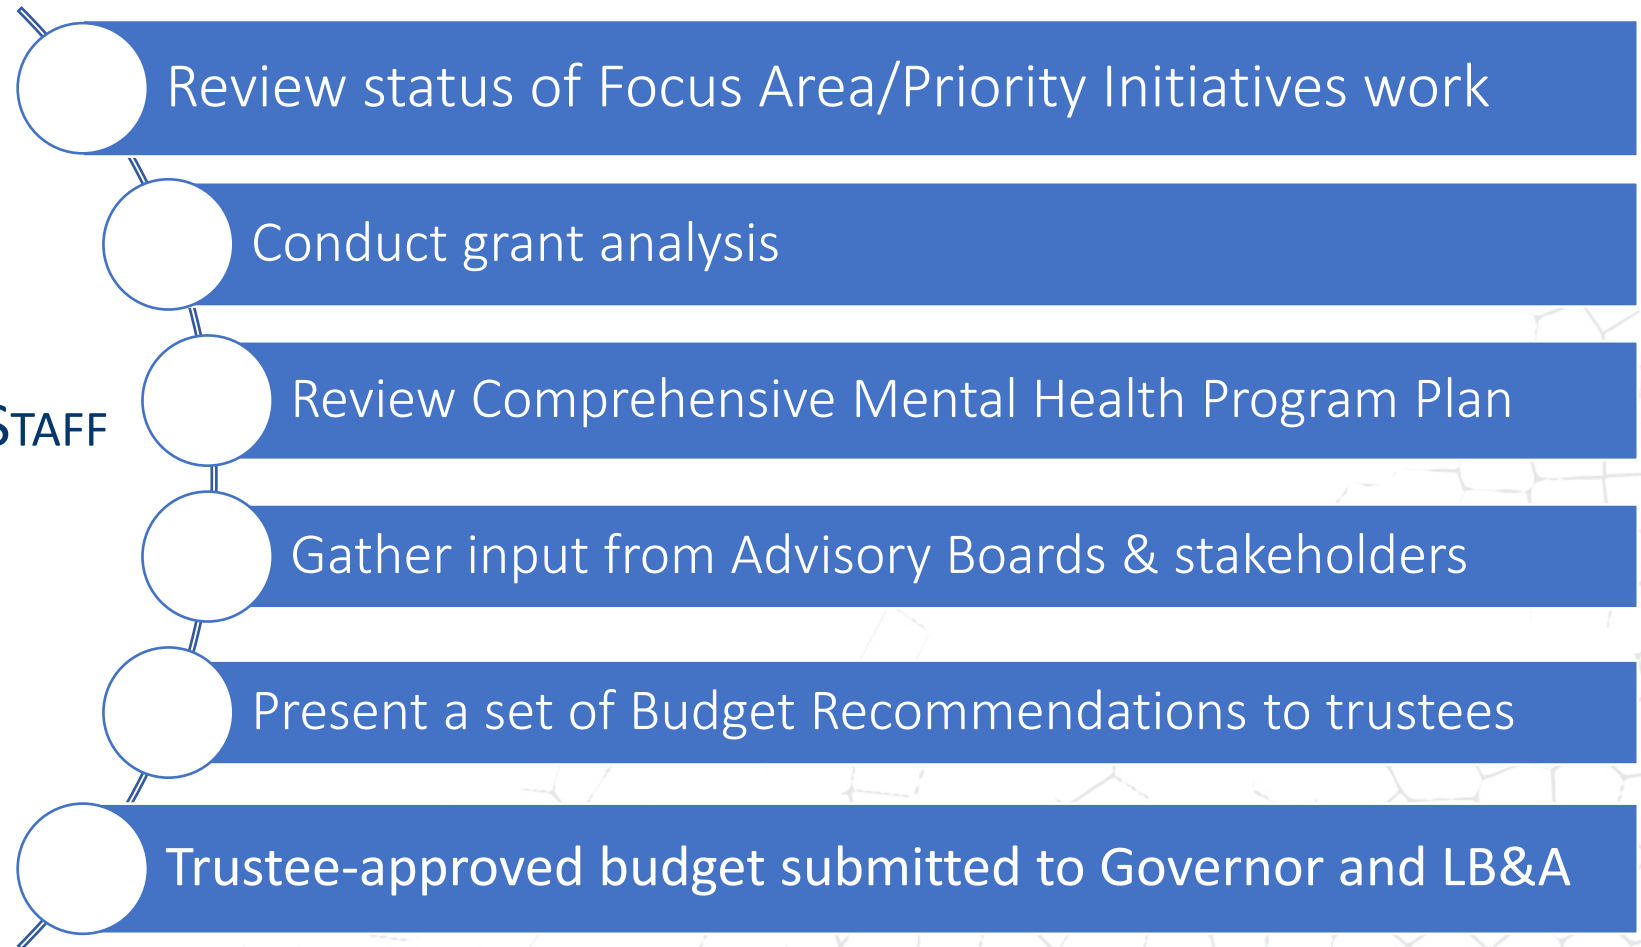 Review status of Focus Area/Priority Initiatives work
Conduct grant analysis
Review Comprehensive Mental Health Program Plan
STAFF
Gather input from Advisory Boards & stakeholders
Present a set of Budget Recommendations to trustees
Trustee-approved budget submitted to Governor and LB&A